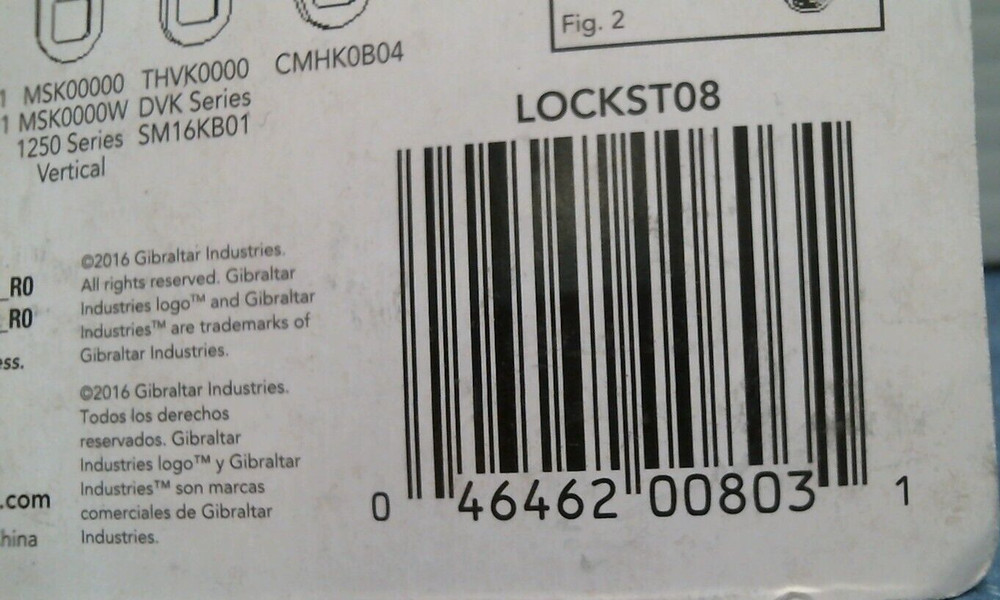 Fig. 2
1 MSK00000 THVK0000 CMHK0B04
1 MSK0000W DVK Series
1250 Series SM16KB01
Vertical
LOCKST08
_R0
_R0
ess.
.com
hina
©2016 Gibraltar Industries.
All rights reserved. Gibraltar
Industries logo™ and Gibraltar
Industries™ are trademarks of
Gibraltar Industries.
©2016 Gibraltar Industries.
Todos los derechos
reservados. Gibraltar
Industries logo™ y Gibraltar
Industries™ son marcas
comerciales de Gibraltar
Industries.
0 46462 00803 1